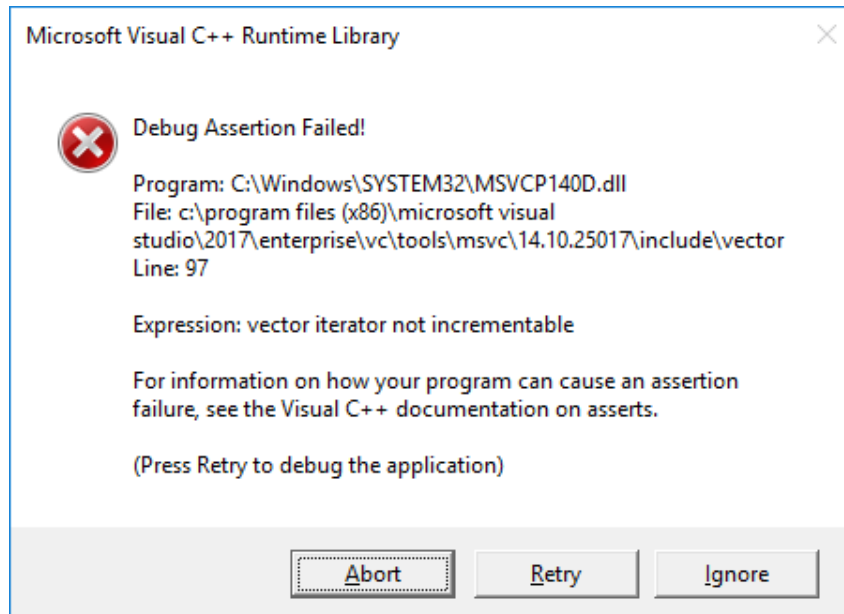 Microsoft Visual C++ Runtime Library
Debug Assertion Failed!
Program: C:\Windows\SYSTEM32\MSVCP140D.dll
File: c:\program files (x86)\microsoft visual
studio\2017\enterprise\vc\tools\msvc\14.10.25017\include\vector
Line: 97
Expression: vector iterator not incrementable
For information on how your program can cause an assertion
failure, see the Visual C++ documentation on asserts.
(Press Retry to debug the application)
Abort Retry Ignore